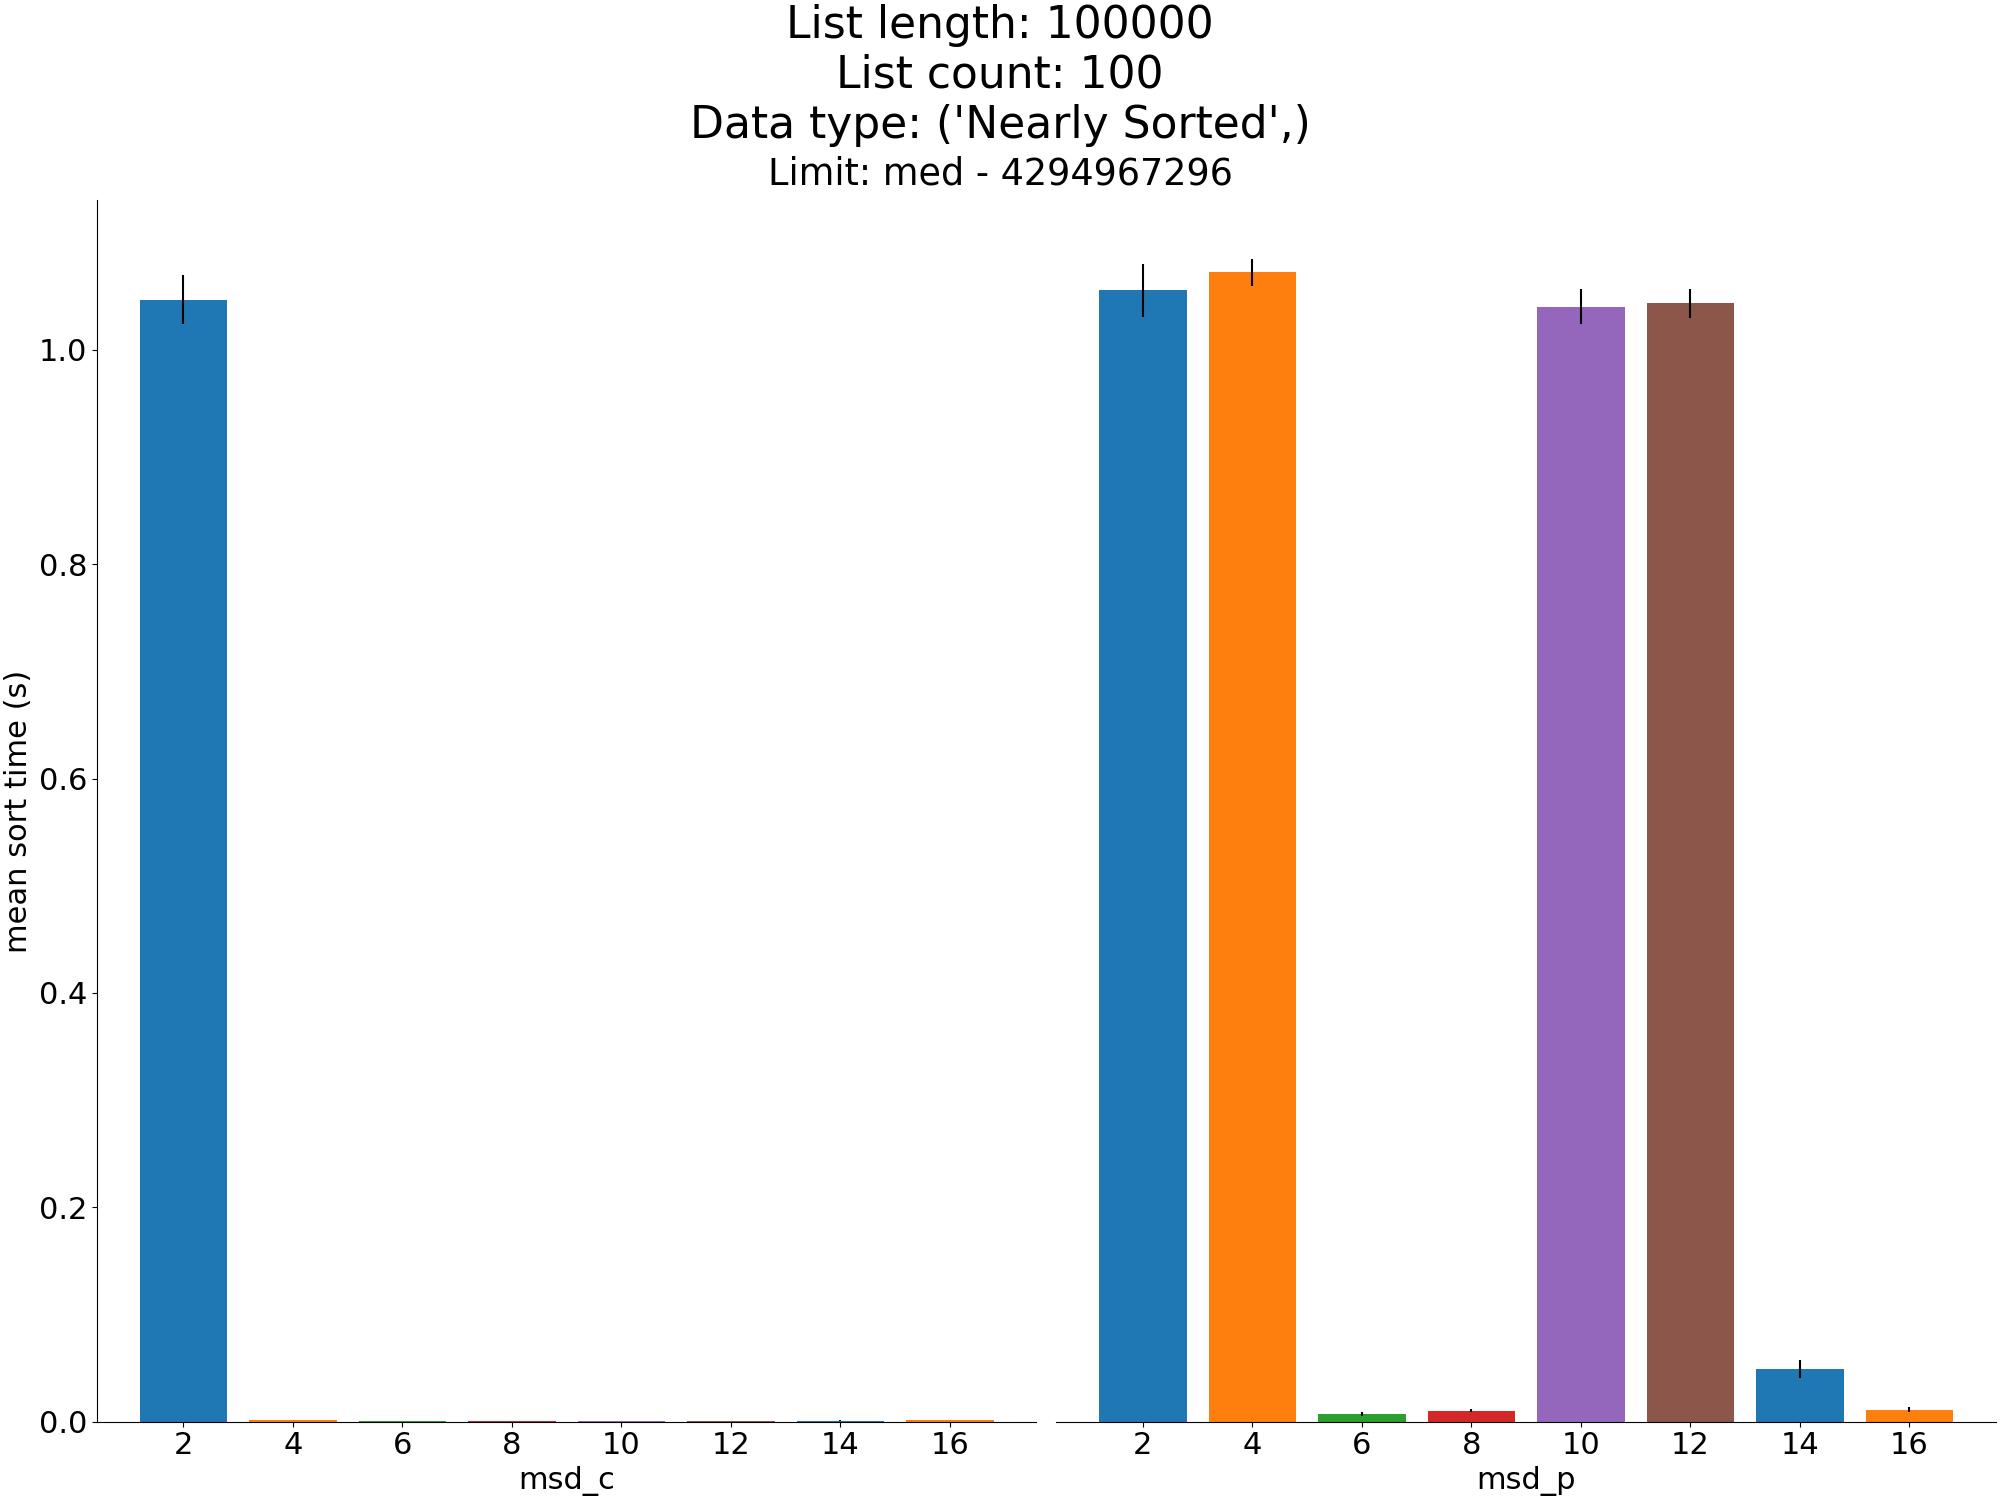 List length: 100000
List count: 100
Data type: ('Nearly Sorted',)
Limit: med - 4294967296
mean sort time (s)
1.0
0.8
0.6
0.4
0.2
0.0
2 4 6 8 10 12 14 16
msd_c
2 4 6 8 10 12 14 16
msd_p